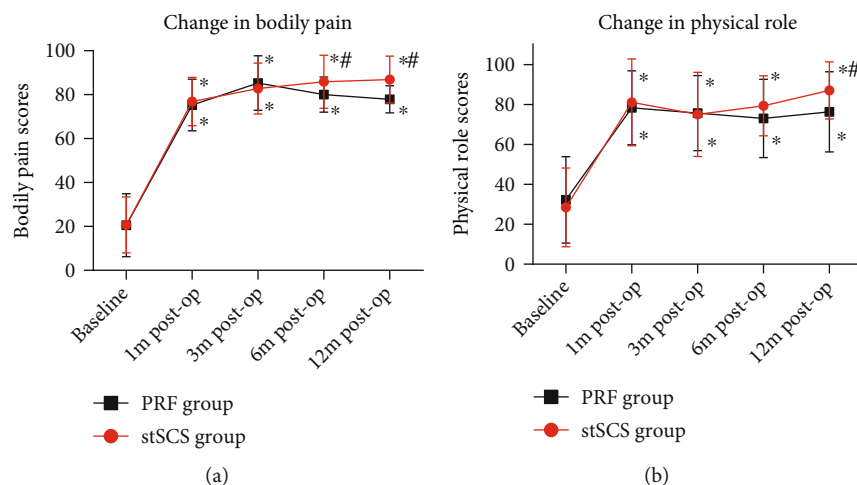 Change in bodily pain
Bodily pain scores
100
80
60
40
20
0
* * *# *#
* * * *
Baseline
1m post-op
3m post-op
6m post-op
12m post-op
PRF group
stSCS group
(a)
Change in physical role
Physical role scores
100
80
60
40
20
0
* * * *#
* * * *
Baseline
1m post-op
3m post-op
6m post-op
12m post-op
PRF group
stSCS group
(b)